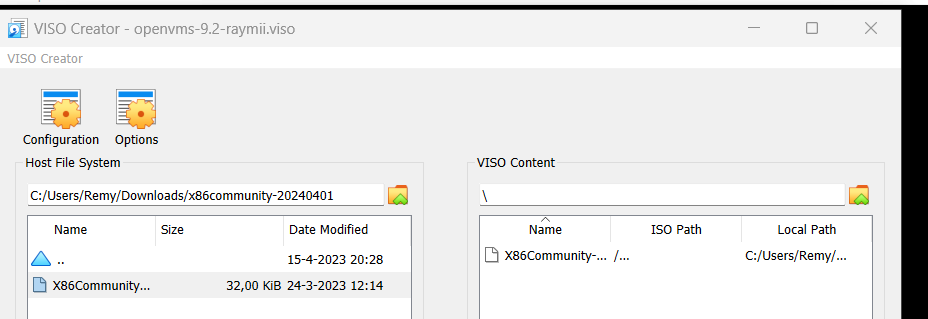 VISO Creator - openvms-9.2-raymii.viso
VISO Creator
Configuration Options
Host File System
C:/Users/Remy/Downloads/x86community-20240401
Name Size Date Modified
.. 15-4-2023 20:28
X86Community... 32,00 KiB 24-3-2023 12:14
VISO Content
\
Name ISO Path Local Path
X86Community-... /... C:/Users/Remy/...